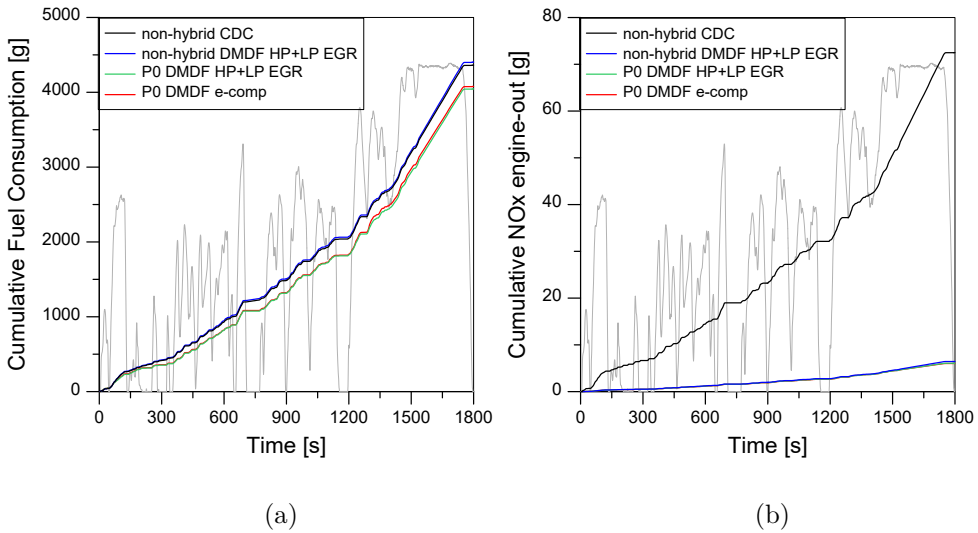 5000
4000
3000
2000
1000
0
Cumulative Fuel Consumption [g]
non-hybrid CDC
non-hybrid DMDF HP+LP EGR
P0 DMDF HP+LP EGR
P0 DMDF e-comp
0 300 600 900 1200 1500 1800
Time [s]
(a)
80
60
40
20
0
Cumulative NOx engine-out [g]
non-hybrid CDC
non-hybrid DMDF HP+LP EGR
P0 DMDF HP+LP EGR
P0 DMDF e-comp
0 300 600 900 1200 1500 1800
Time [s]
(b)